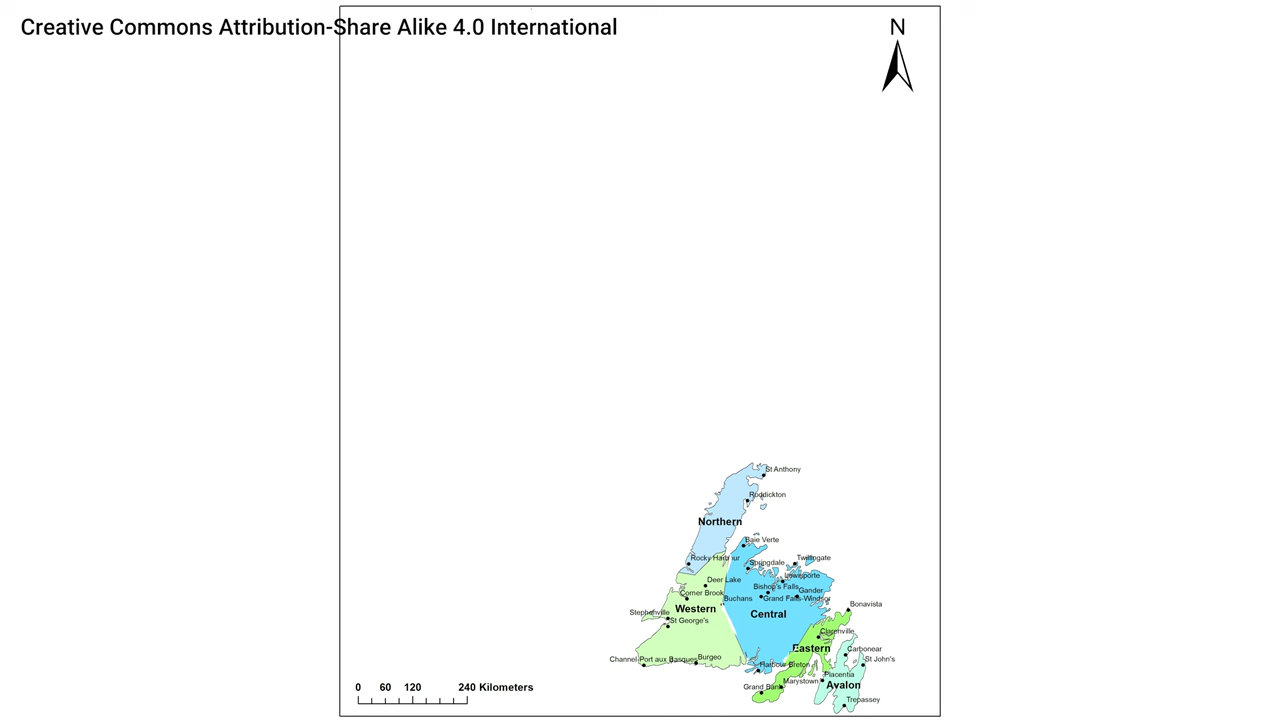 Creative Commons Attribution-Share Alike 4.0 International
N
St Anthony
Roddickton
Northern
Baie Verte
Rocky Harbour
Springdale
Twillingate
Lewisporte
Deer Lake
Bishop's Falls
Corner Brook
Gander
Buchans
Grand Falls-Windsor
Western
Bonavista
Central
Stephenville
St George's
Clarenville
Eastern
Carbonear
Channel-Port aux Basques
Burgeo
St John's
Harbour Breton
Placentia
Marystown
Avalon
Grand Bank
0 60 120 240 Kilometers
Trepassey